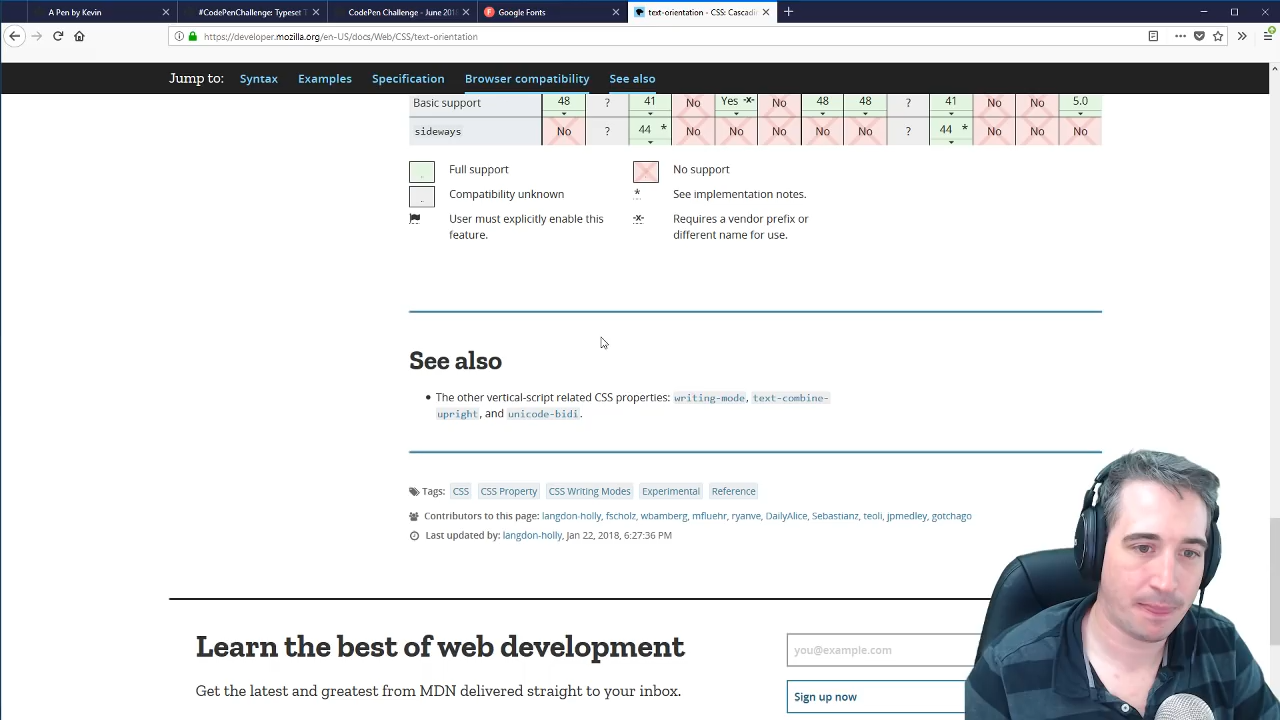 A Pen by Kevin
#CodePenChallenge: Typeset T
CodePen Challenge - June 2018
Google Fonts
text-orientation - CSS: Cascadi
https://developer.mozilla.org/en-US/docs/Web/CSS/text-orientation
Jump to: Syntax Examples Specification Browser compatibility See also
Basic support 48 ? 41 No Yes -x- No 48 48 ? 41 No No 5.0
sideways No ? 44 * No No No No No ? 44 * No No No
Full support
No support
Compatibility unknown
* See implementation notes.
User must explicitly enable this
feature.
-x- Requires a vendor prefix or
different name for use.
See also
• The other vertical-script related CSS properties: writing-mode, text-combine-
upright, and unicode-bidi.
Tags: CSS CSS Property CSS Writing Modes Experimental Reference
Contributors to this page: langdon-holly, fscholz, wbamberg, mfluehr, ryanve, DailyAlice, Sebastianz, teoli, jpmedley, gotchago
Last updated by: langdon-holly, Jan 22, 2018, 6:27:36 PM
Learn the best of web development
Get the latest and greatest from MDN delivered straight to your inbox.
you@example.com
Sign up now